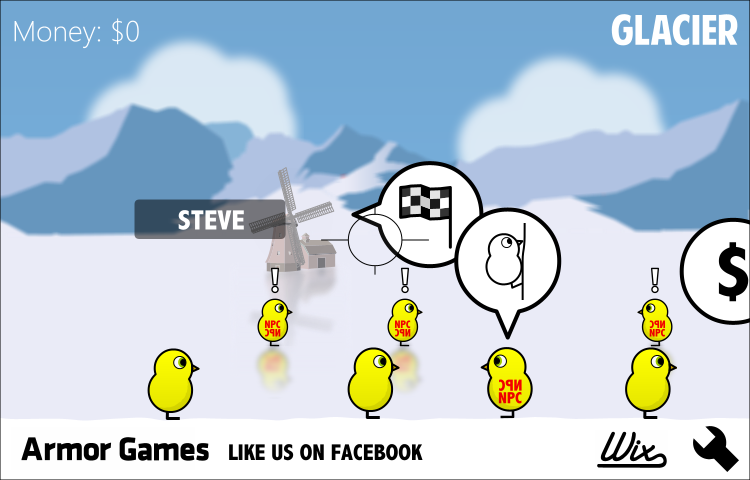 Money: $0
GLACIER
STEVE
$
!
!
!
NPC
NPC
NPC
NPC
NPC
NPC
NPC
NPC
Armor Games
LIKE US ON FACEBOOK
Wix